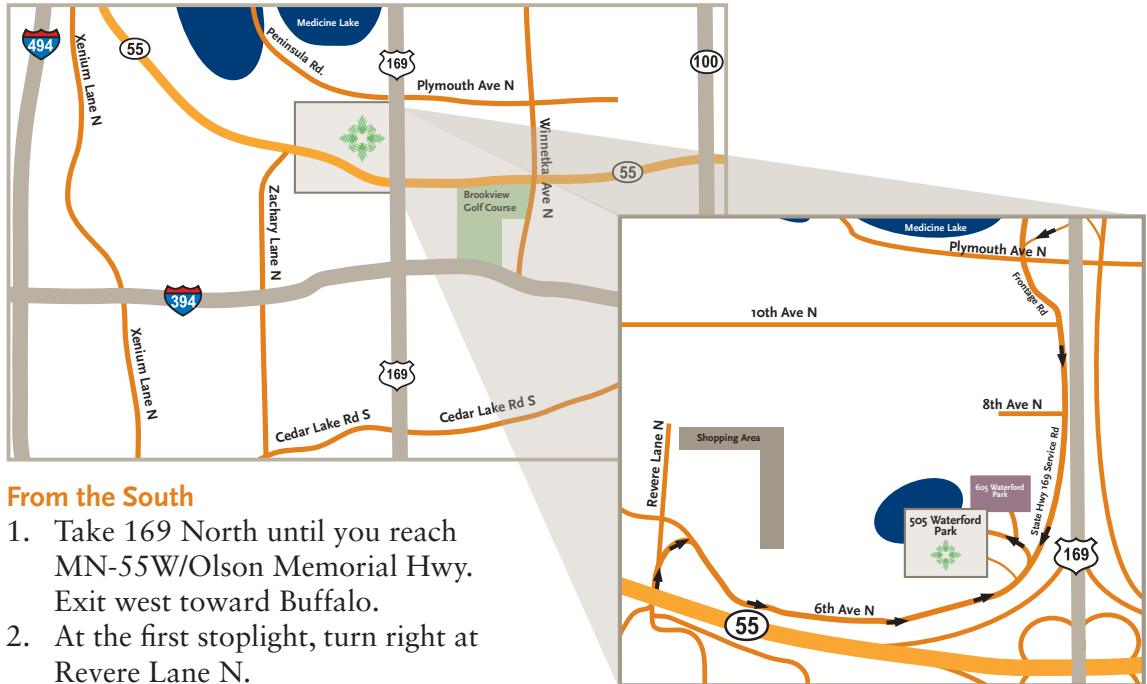 Medicine Lake
494
55
Xenium Lane N
Peninsula Rd.
169
100
Plymouth Ave N
Winnetka Ave N
55
Zachary Lane N
Brookview
Golf Course
394
Xenium Lane N
169
Cedar Lake Rd S
Cedar Lake Rd S
Medicine Lake
Plymouth Ave N
Frontage Rd
10th Ave N
8th Ave N
Revere Lane N
Shopping Area
State Hwy 169 Service Rd
605 Waterford
Park
505 Waterford
Park
169
6th Ave N
55
From the South
1. Take 169 North until you reach
MN-55W/Olson Memorial Hwy.
Exit west toward Buffalo.
2. At the first stoplight, turn right at
Revere Lane N.